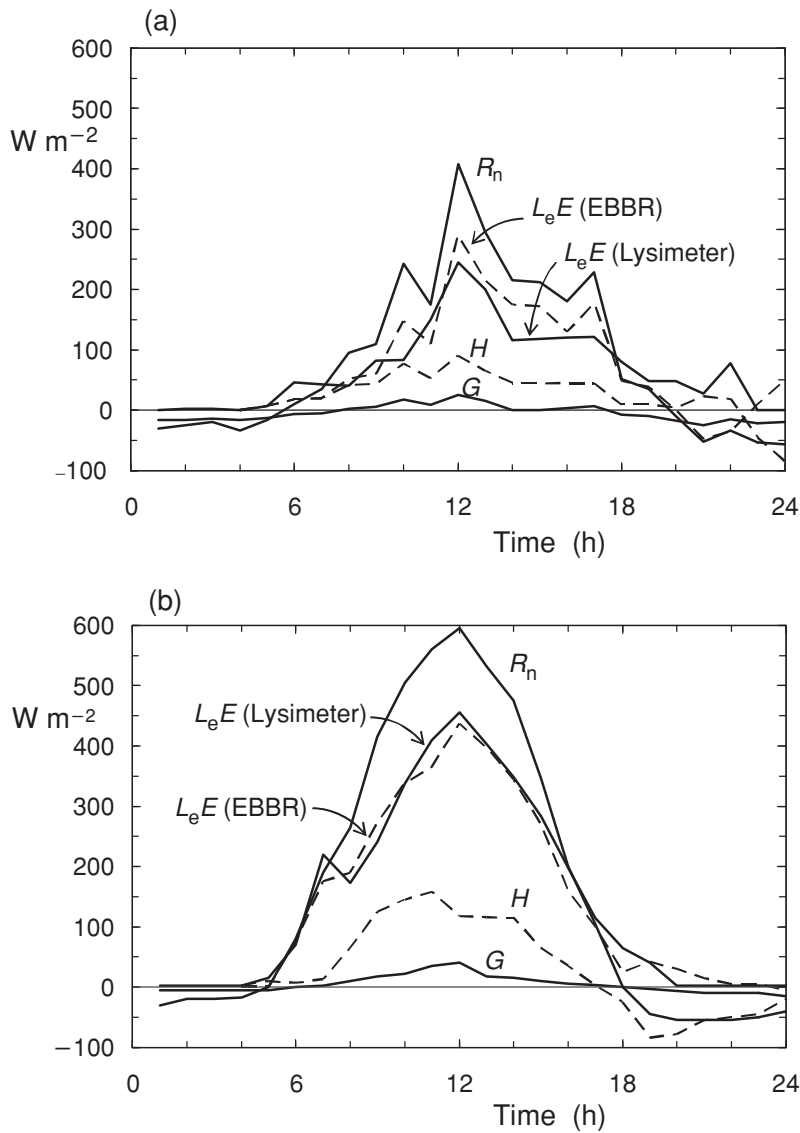 (a)
600
500
W m−2
400
300
200
100
0
−100
Rn
LeE (EBBR)
LeE (Lysimeter)
H
G
0 6 12 18 24
Time (h)
(b)
600
500
W m−2
400
300
200
100
0
−100
Rn
LeE (Lysimeter)
LeE (EBBR)
H
G
0 6 12 18 24
Time (h)